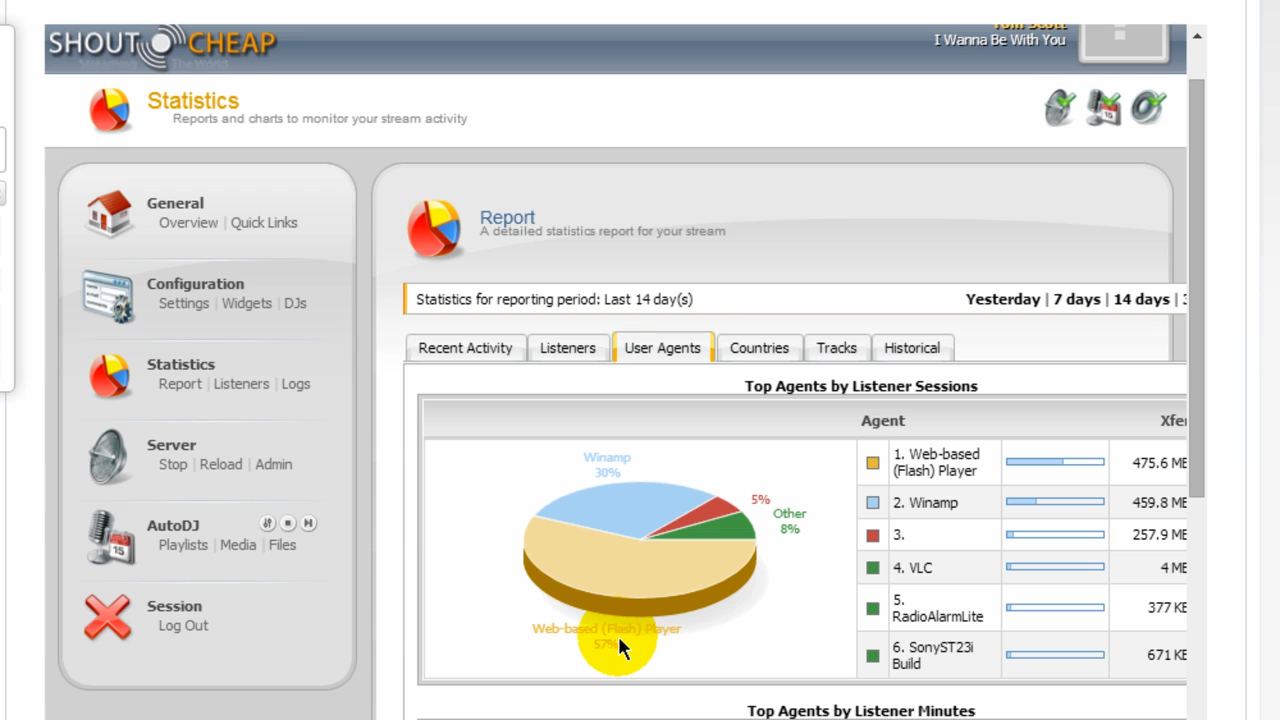 Tom Scott
SHOUT CHEAP
Streaming The World
I Wanna Be With You
Statistics
Reports and charts to monitor your stream activity
General
Overview | Quick Links
Configuration
Settings | Widgets | DJs
Statistics
Report | Listeners | Logs
Server
Stop | Reload | Admin
AutoDJ
Playlists | Media | Files
Session
Log Out
Report
A detailed statistics report for your stream
Statistics for reporting period: Last 14 day(s)
Yesterday | 7 days | 14 days |
Recent Activity Listeners User Agents Countries Tracks Historical
Top Agents by Listener Sessions
Agent Xfe
Winamp
30%
5%
Other
8%
Web-based (Flash) Player
57%
1. Web-based
(Flash) Player
475.6 MB
2. Winamp 459.8 MB
3. 257.9 MB
4. VLC 4 MB
5.
RadioAlarmLite
377 KB
6. SonyST23i
Build
671 KB
Top Agents by Listener Minutes